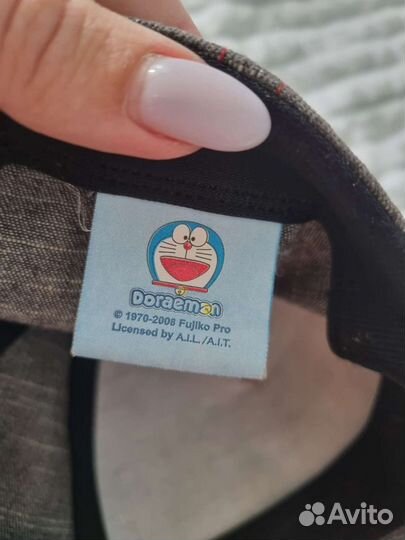 Doraemon
© 1970-2008 Fujiko Pro
Licensed by A.I.L./A.I.T.
Avito